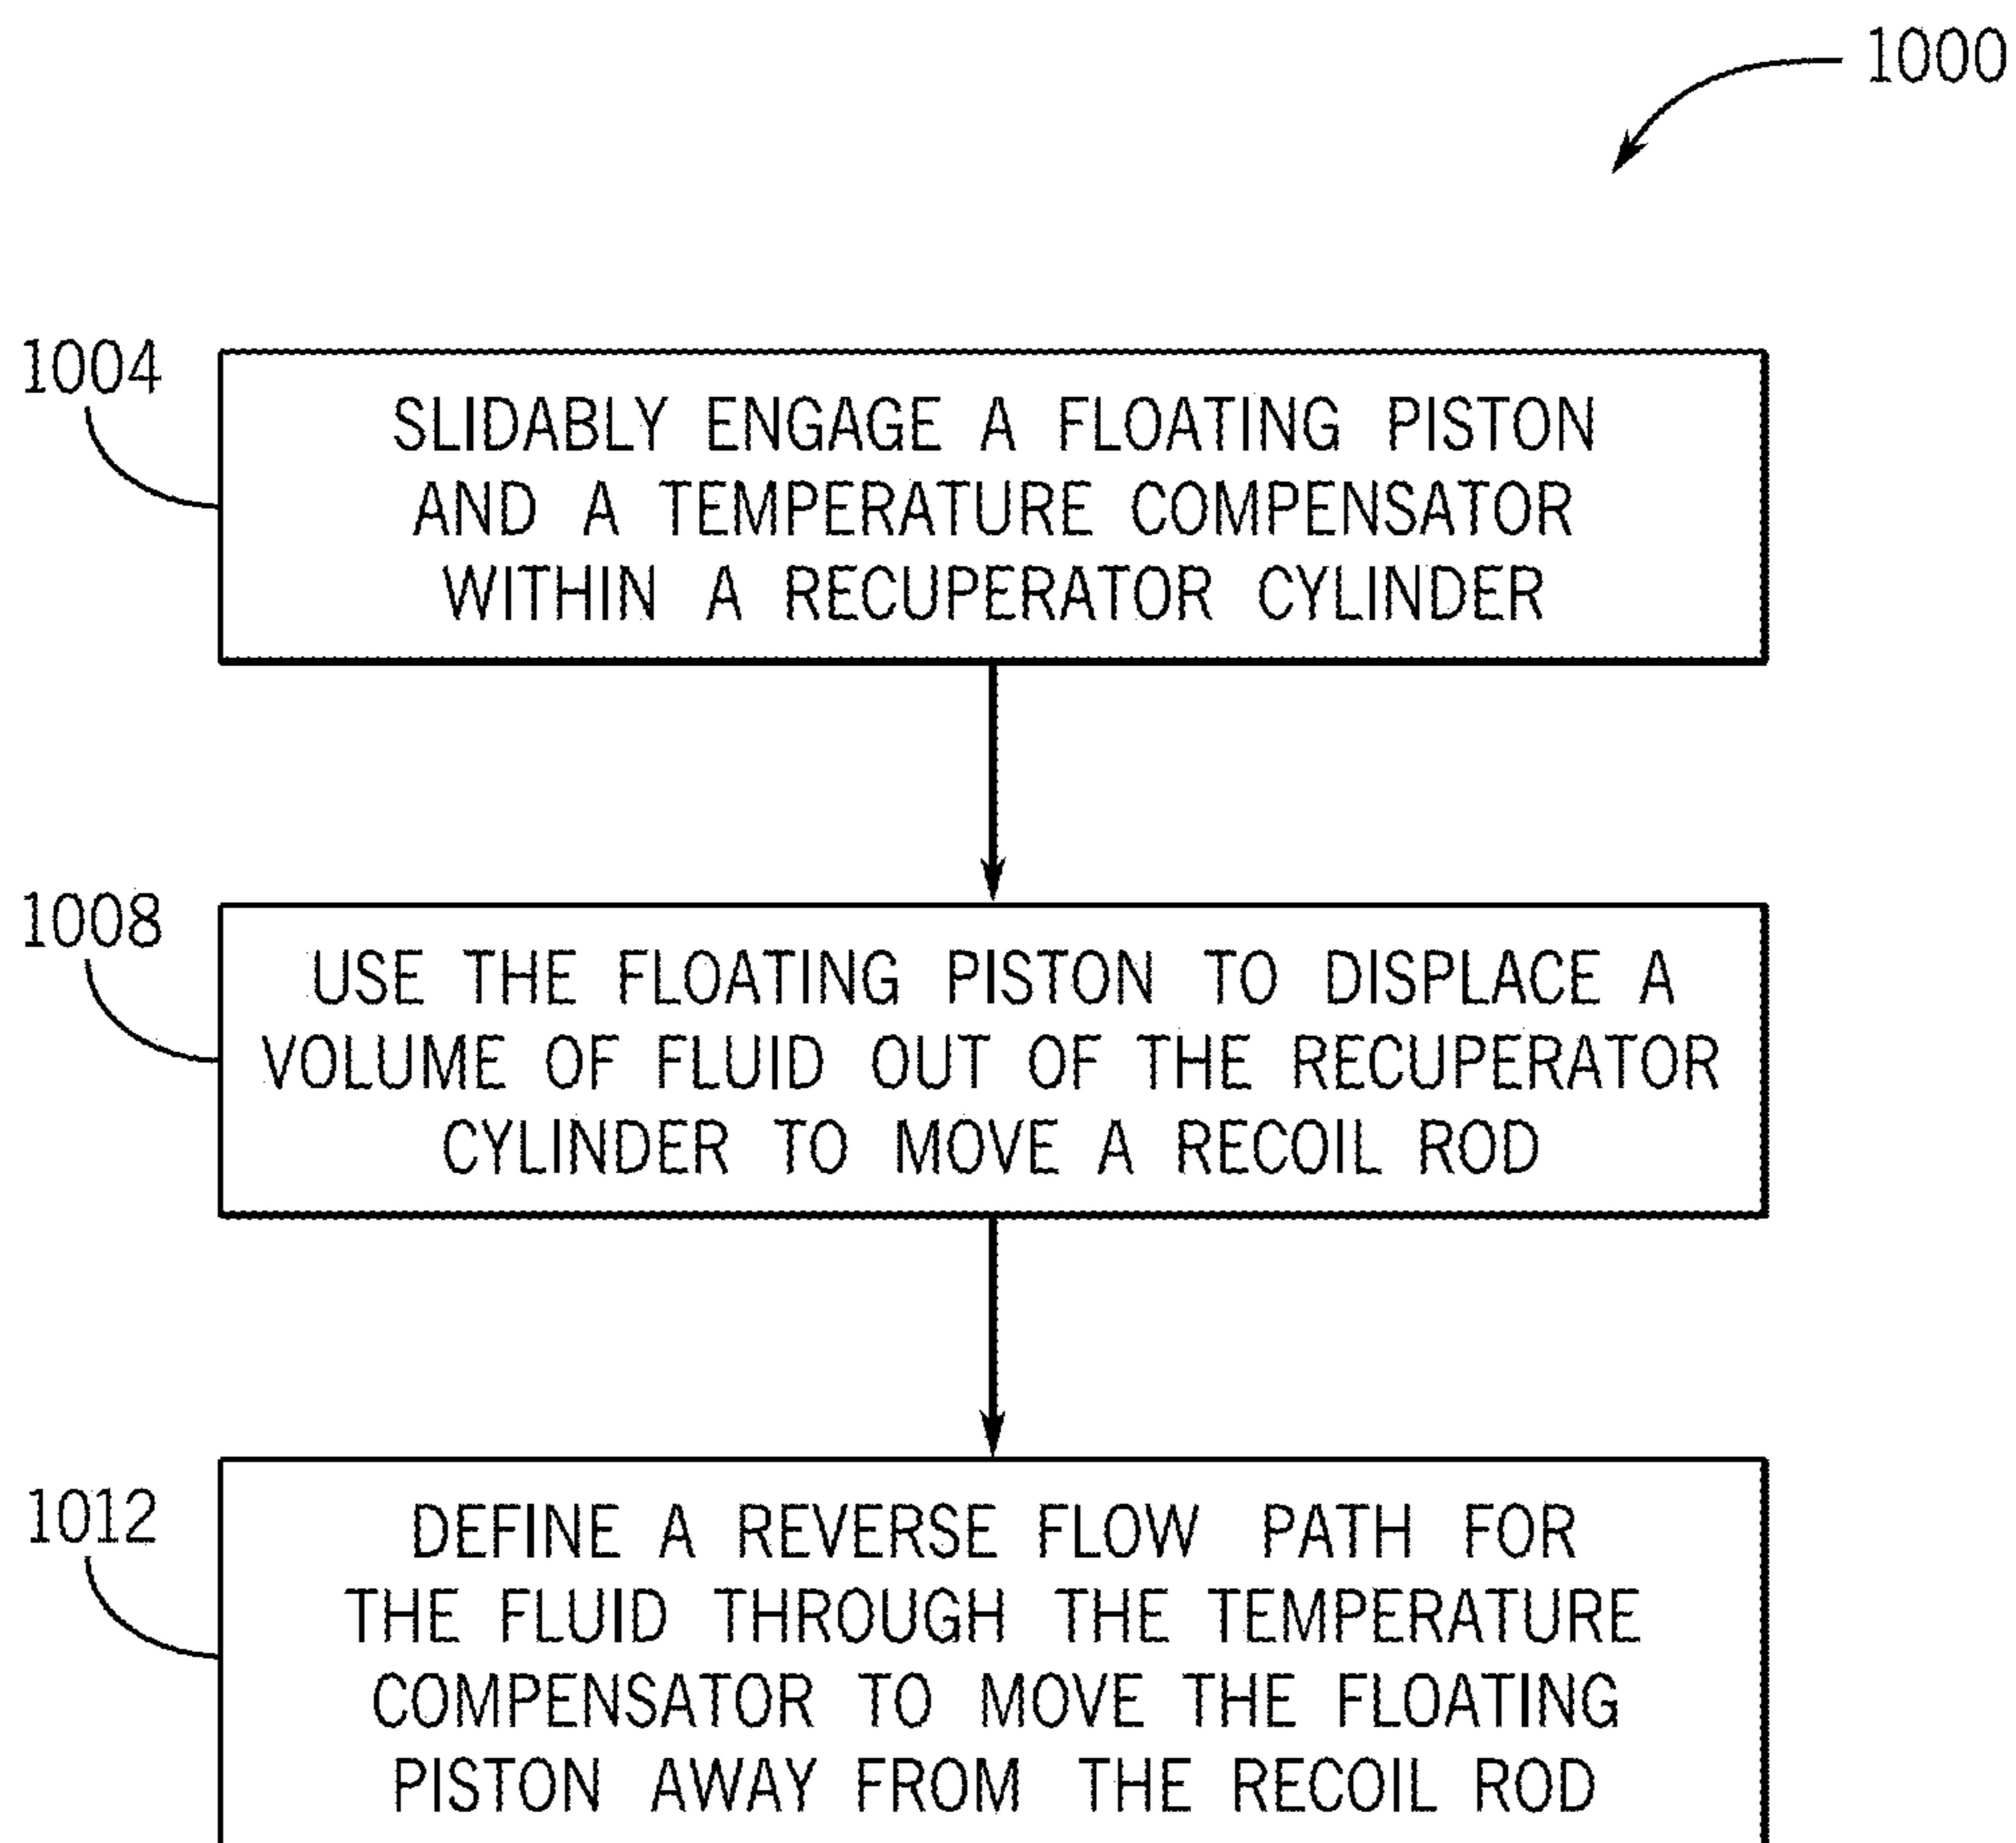 1000
1004
SLIDABLY ENGAGE A FLOATING PISTON
AND A TEMPERATURE COMPENSATOR
WITHIN A RECUPERATOR CYLINDER
1008
USE THE FLOATING PISTON TO DISPLACE A
VOLUME OF FLUID OUT OF THE RECUPERATOR
CYLINDER TO MOVE A RECOIL ROD
1012
DEFINE A REVERSE FLOW PATH FOR
THE FLUID THROUGH THE TEMPERATURE
COMPENSATOR TO MOVE THE FLOATING
PISTON AWAY FROM THE RECOIL ROD